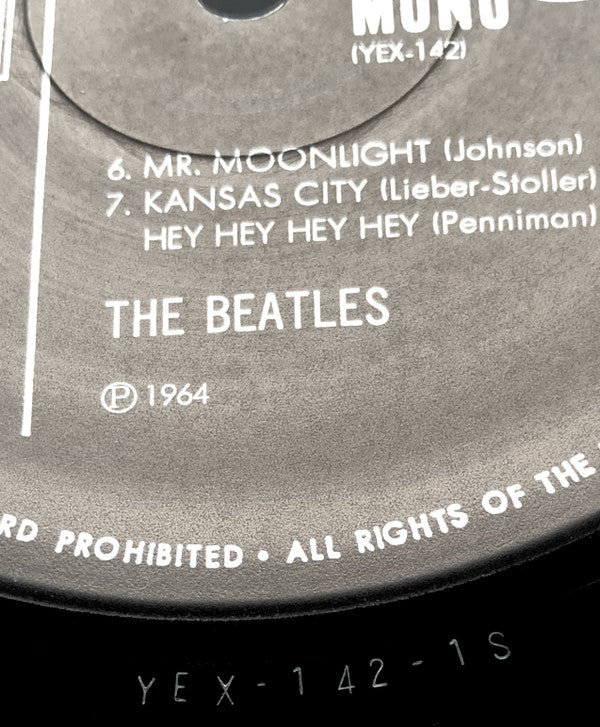 MONO
(YEX-142)
6. MR. MOONLIGHT (Johnson)
7. KANSAS CITY (Lieber-Stoller)
HEY HEY HEY HEY (Penniman)
THE BEATLES
Ⓟ 1964
RD PROHIBITED • ALL RIGHTS OF THE
YEX-142-1S